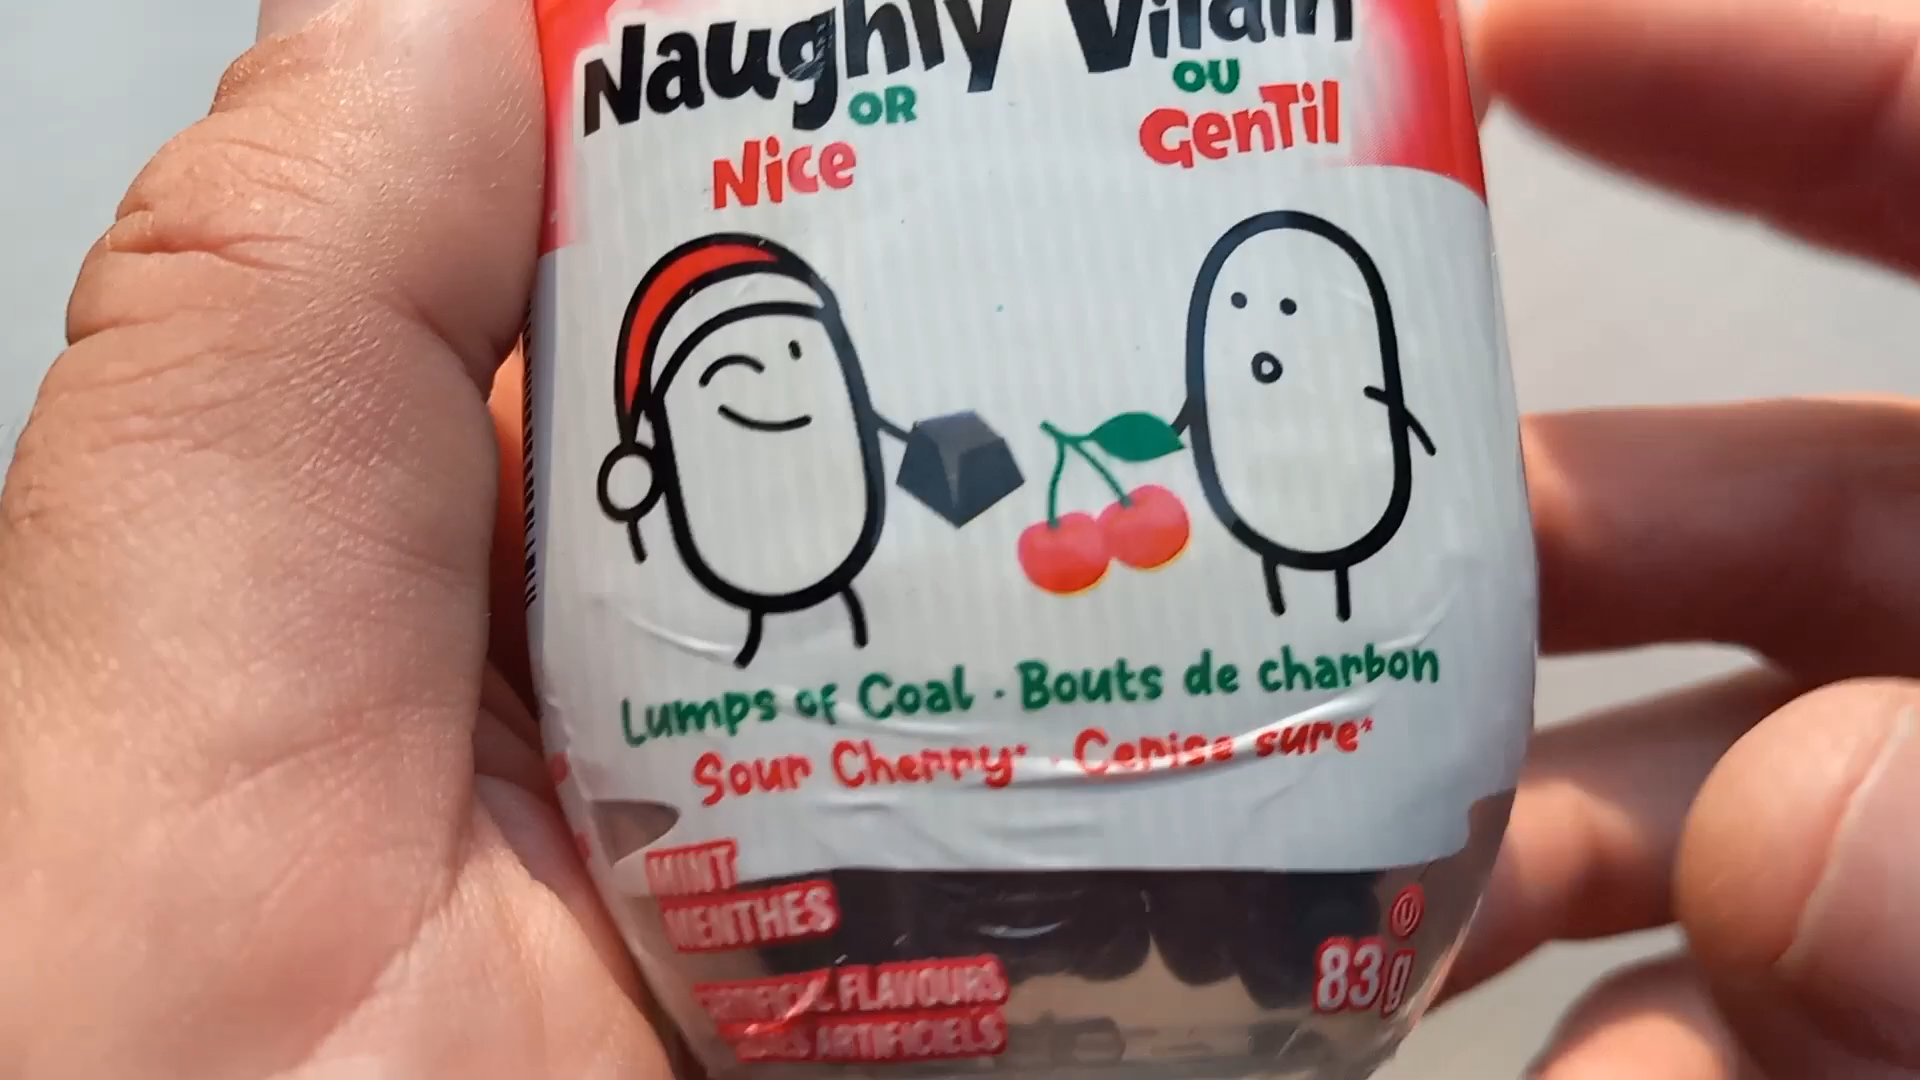 Naughty Vilain
OR OU
Nice Gentil
Lumps of Coal · Bouts de charbon
Sour Cherry* · Cerise sure*
MINT
MENTHES
U
ARTIFICIAL FLAVOURS
83g
ARTIFICIELS